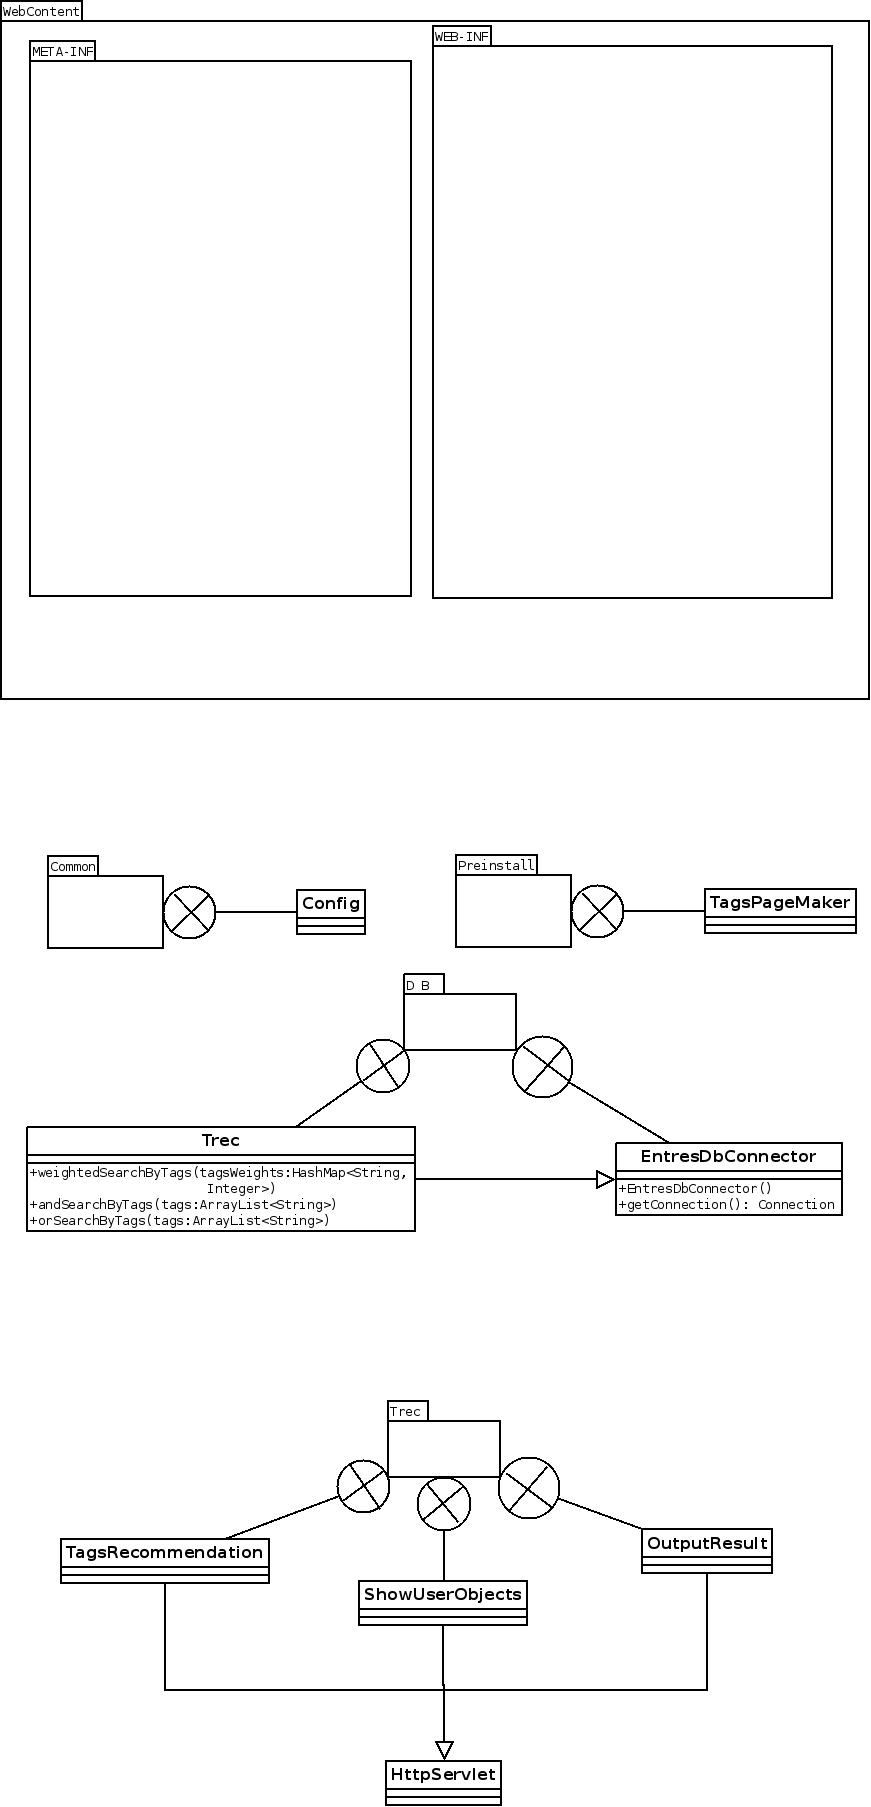 WebContent
META-INF
WEB-INF
Common
Config
Preinstall
TagsPageMaker
D B
Trec
+weightedSearchByTags(tagsWeights:HashMap<String,
Integer>)
+andSearchByTags(tags:ArrayList<String>)
+orSearchByTags(tags:ArrayList<String>)
EntresDbConnector
+EntresDbConnector()
+getConnection(): Connection
Trec
TagsRecommendation
ShowUserObjects
OutputResult
HttpServlet